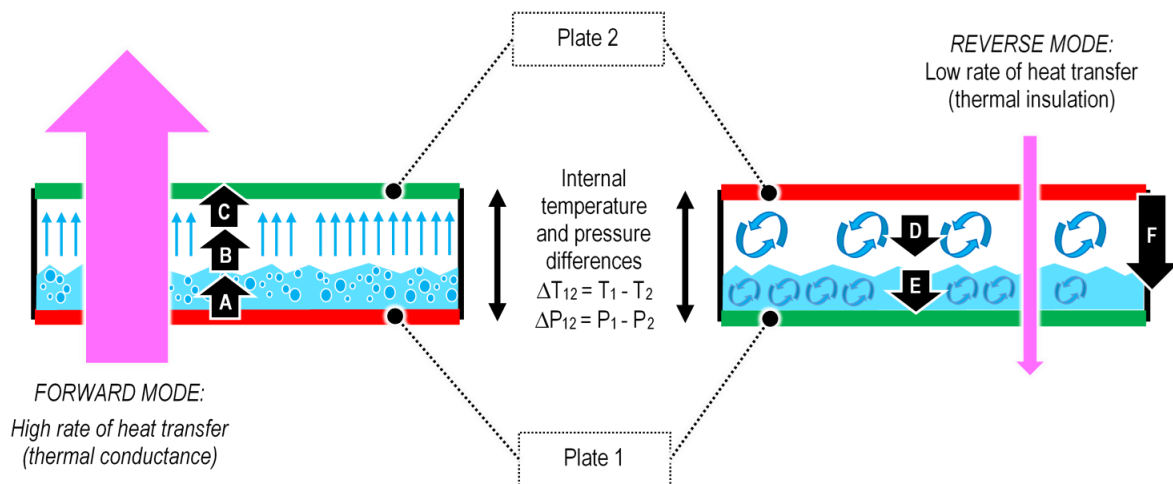 Plate 2
REVERSE MODE:
Low rate of heat transfer
(thermal insulation)
C
B
A
Internal
temperature
and pressure
differences
ΔT12 = T1 - T2
ΔP12 = P1 - P2
D
E
F
FORWARD MODE:
High rate of heat transfer
(thermal conductance)
Plate 1